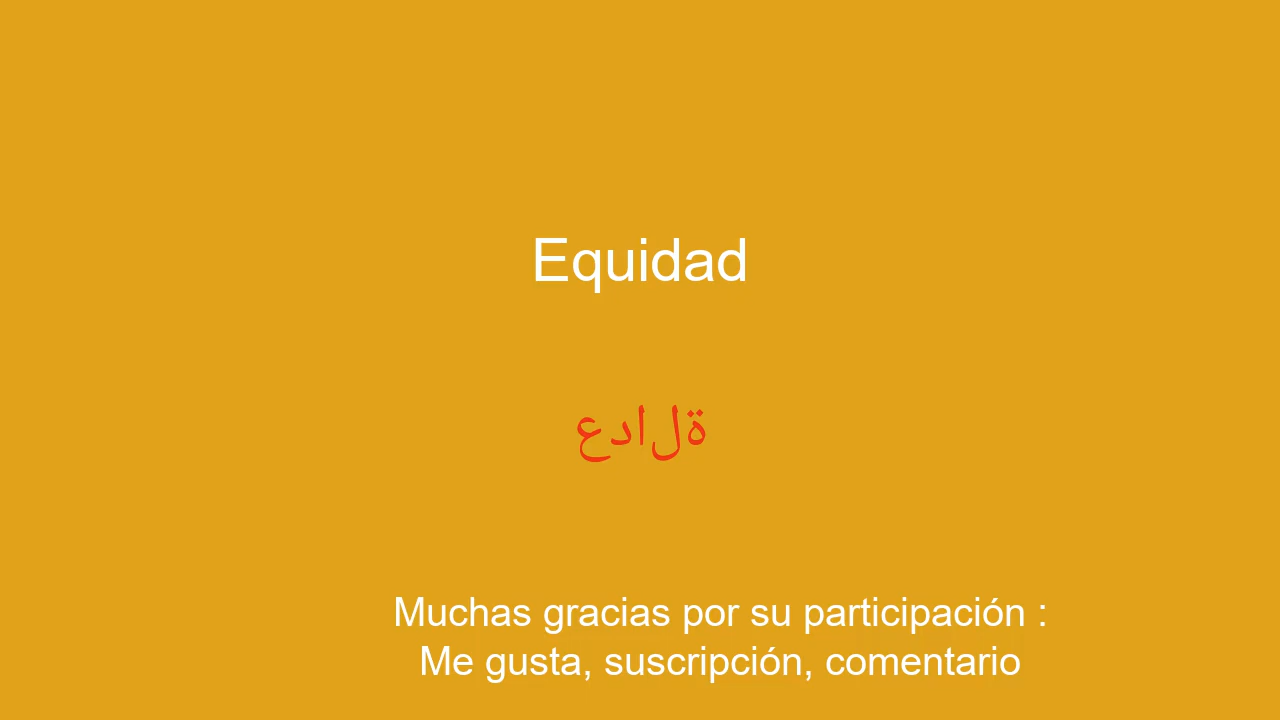 Equidad
عدالة
Muchas gracias por su participación :
Me gusta, suscripción, comentario